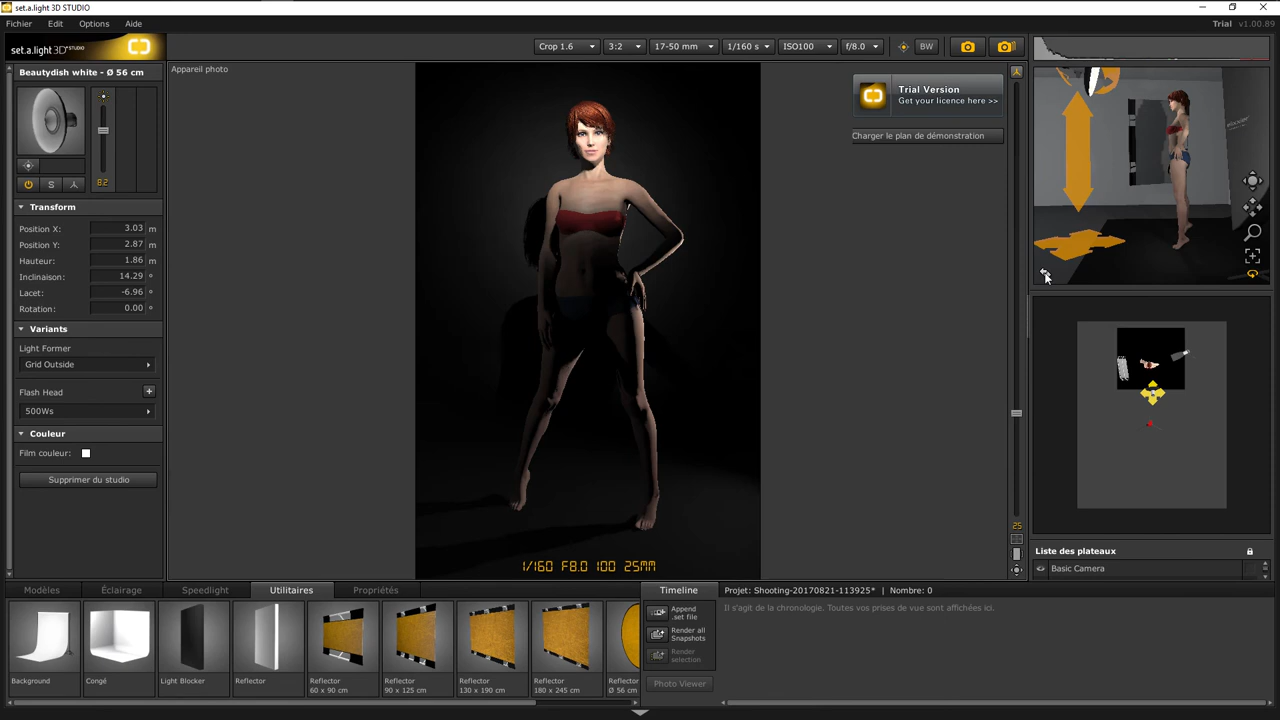 set.a.light 3D STUDIO
Fichier Edit Options Aide
Trial v1.00.89
set.a.light 3D STUDIO
Crop 1.6 3:2 17-50 mm 1/160 s ISO100 f/8.0 BW
Beautydish white - Ø 56 cm
Appareil photo
Trial Version
Get your licence here >>
Charger le plan de démonstration
S
8.2
Transform
Position X: 3.03 m
Position Y: 2.87 m
Hauteur: 1.86 m
Inclinaison: 14.29 °
Lacet: -6.96 °
Rotation: 0.00 °
Variants
Light Former
Grid Outside
Flash Head +
500Ws
Couleur
Film couleur:
Supprimer du studio
1/160 F8.0 100 25MM
25
Liste des plateaux
Basic Camera
Modèles Éclairage Speedlight Utilitaires Propriétés
Background
Congé
Light Blocker
Reflector
Reflector
60 x 90 cm
Reflector
90 x 125 cm
Reflector
130 x 190 cm
Reflector
180 x 245 cm
Reflecto
Ø 56 cm
Timeline
Projet: Shooting-20170821-113925* | Nombre: 0
Append
.set file
Render all
Snapshots
Render
selection
Photo Viewer
Il s'agit de la chronologie. Toutes vos prises de vue sont affichées ici.